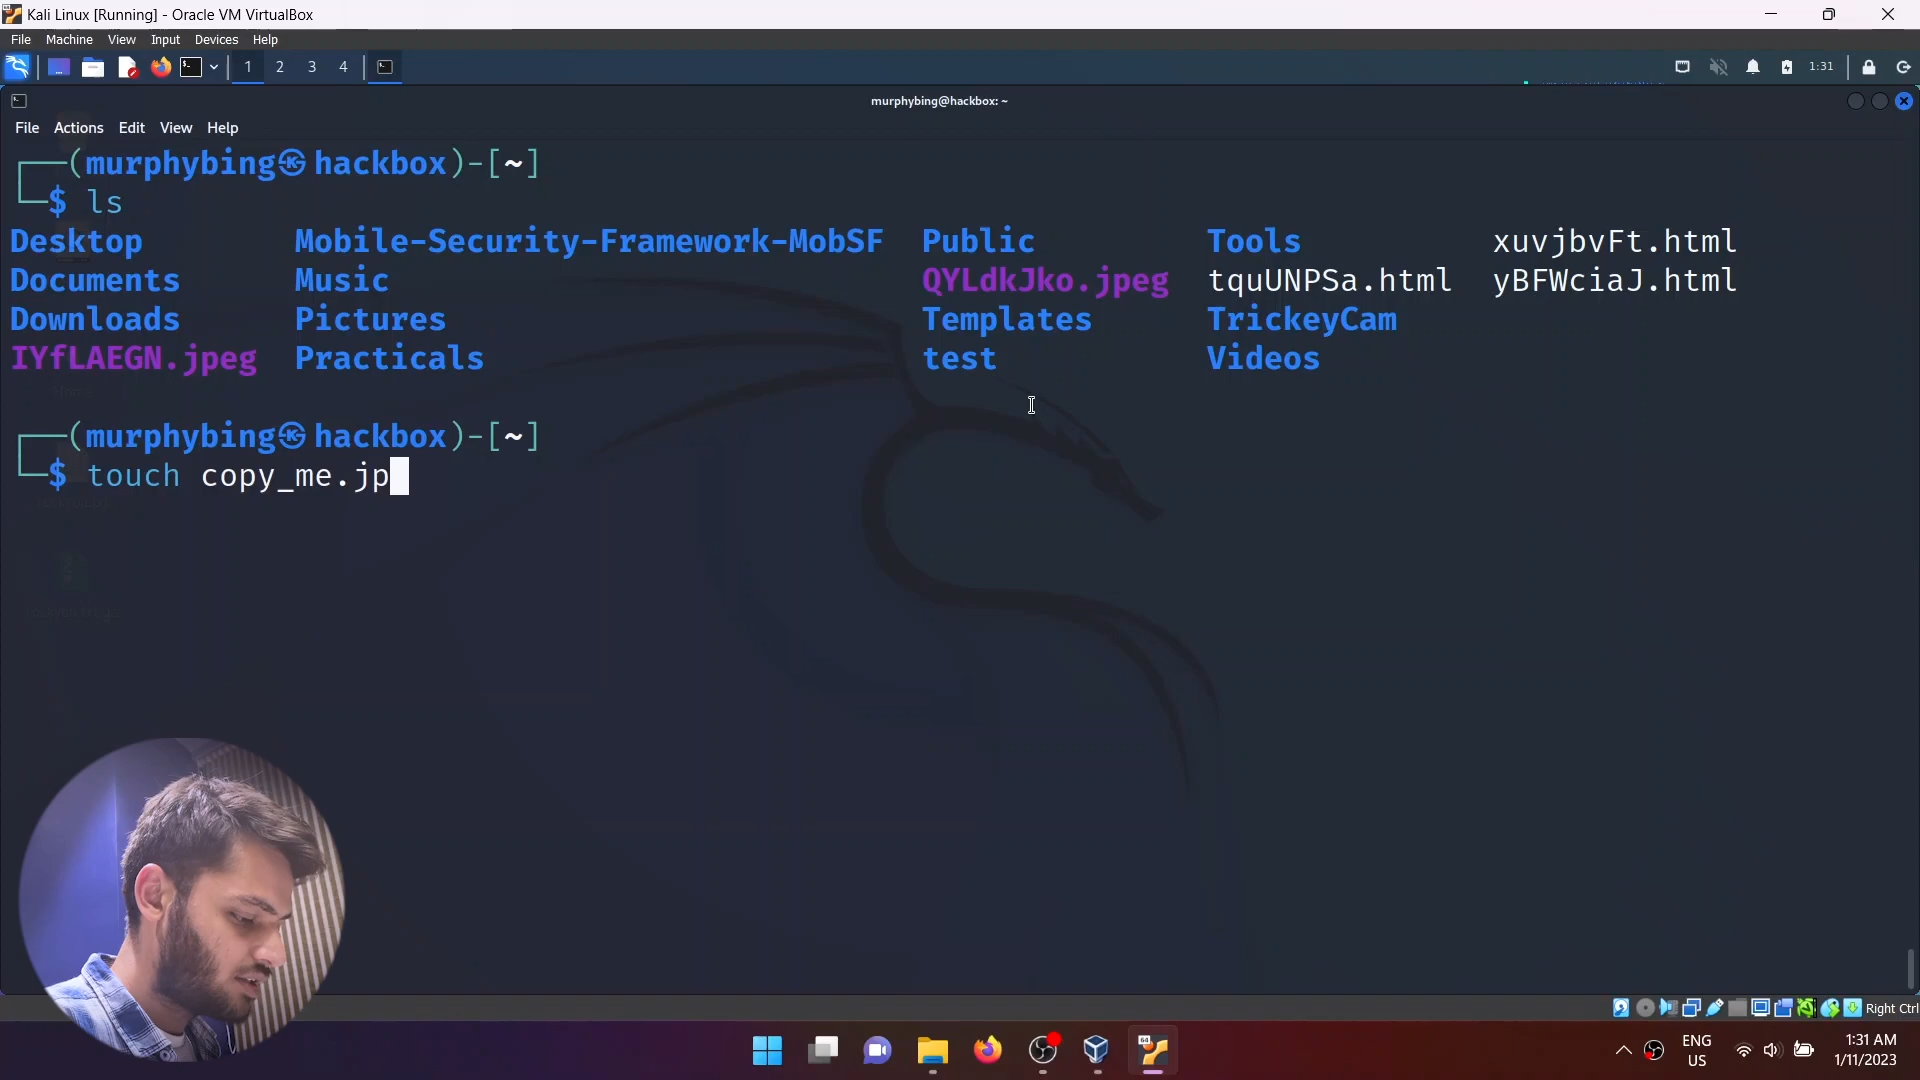 Kali Linux [Running] - Oracle VM VirtualBox
File Machine View Input Devices Help
1 2 3 4 1:31
murphybing@hackbox: ~
File Actions Edit View Help
┌──(murphybing㉿hackbox)-[~]
└─$ ls
Desktop Mobile-Security-Framework-MobSF Public Tools xuvjbvFt.html
Documents Music QYLdkJko.jpeg tquUNPSa.html yBFWciaJ.html
Downloads Pictures Templates TrickeyCam
IYfLAEGN.jpeg Practicals test Videos
┌──(murphybing㉿hackbox)-[~]
└─$ touch copy_me.jp
Right Ctrl
64
ENG
US
1:31 AM
1/11/2023